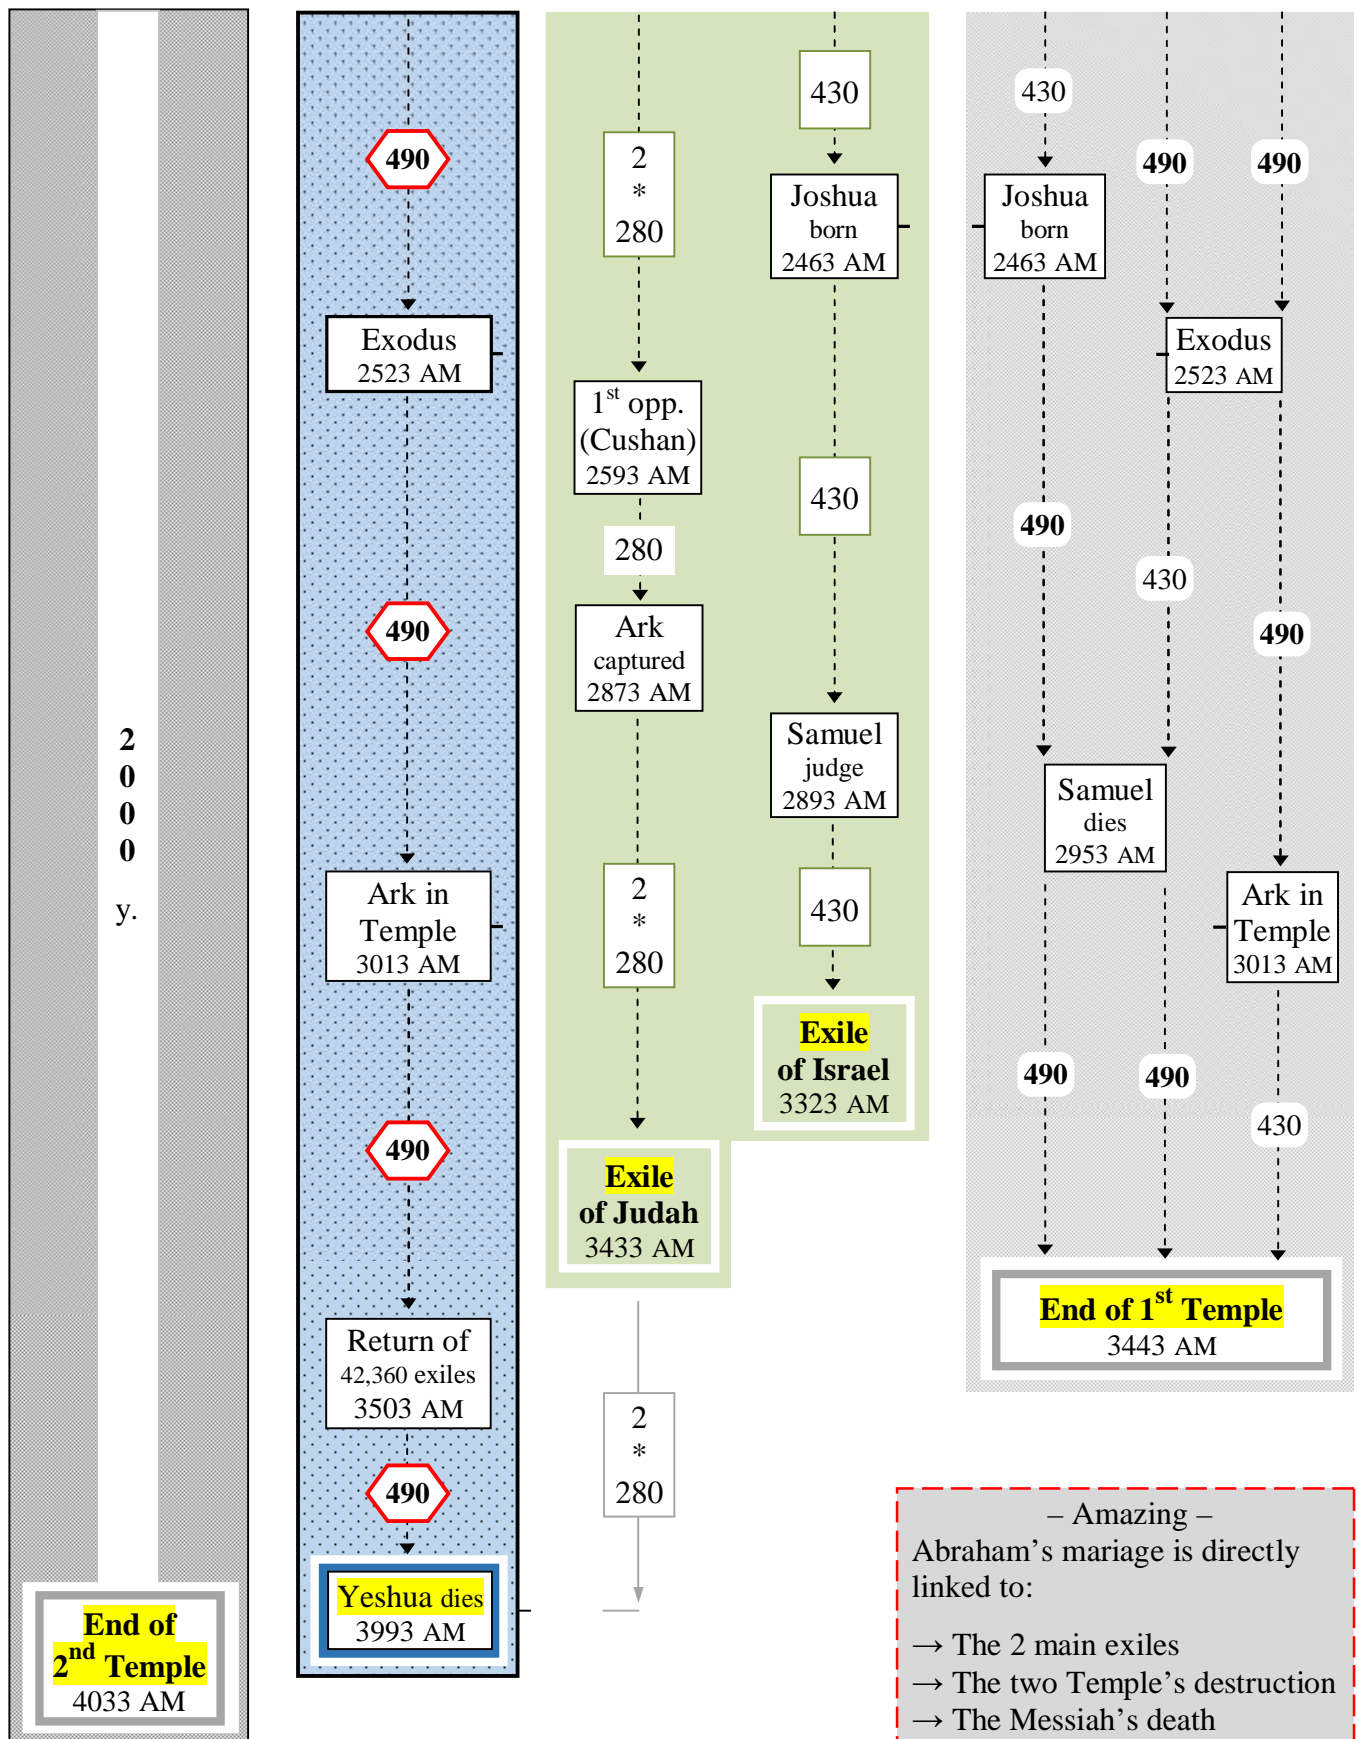 2
0
0
0
y.
End of
2nd Temple
4033 AM
490
Exodus
2523 AM
490
Ark in
Temple
3013 AM
490
Return of
42,360 exiles
3503 AM
490
Yeshua dies
3993 AM
2
*
280
1st opp.
(Cushan)
2593 AM
280
Ark
captured
2873 AM
2
*
280
Exile
of Judah
3433 AM
2
*
280
430
Joshua
born
2463 AM
430
Samuel
judge
2893 AM
430
Exile
of Israel
3323 AM
430
490
490
Joshua
born
2463 AM
Exodus
2523 AM
490
430
490
Samuel
dies
2953 AM
Ark in
Temple
3013 AM
490
490
430
End of 1st Temple
3443 AM
– Amazing –
Abraham’s mariage is directly
linked to:
→ The 2 main exiles
→ The two Temple’s destruction
→ The Messiah’s death